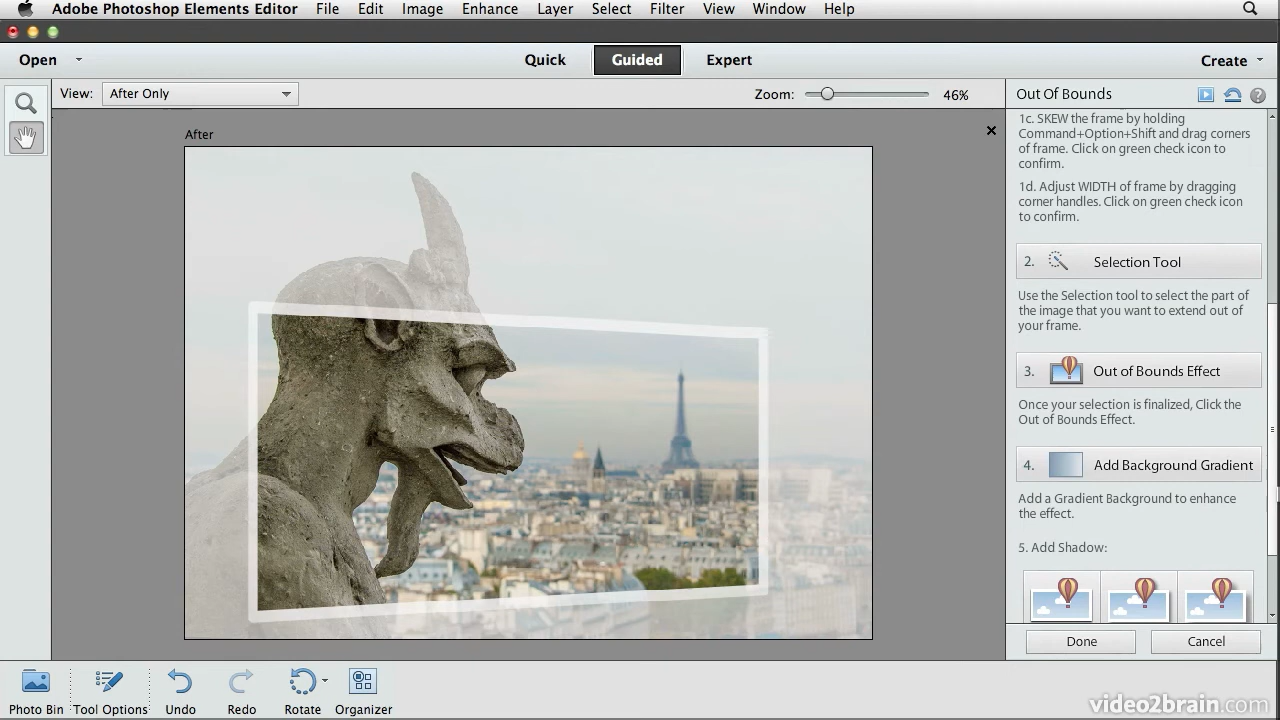 Adobe Photoshop Elements Editor File Edit Image Enhance Layer Select Filter View Window Help
Open Quick Guided Expert Create
View: After Only Zoom: 46% Out Of Bounds
After
1c. SKEW the frame by holding
Command+Option+Shift and drag corners
of frame. Click on green check icon to
confirm.
1d. Adjust WIDTH of frame by dragging
corner handles. Click on green check icon
to confirm.
2. Selection Tool
Use the Selection tool to select the part of
the image that you want to extend out of
your frame.
3. Out of Bounds Effect
Once your selection is finalized, Click the
Out of Bounds Effect.
4. Add Background Gradient
Add a Gradient Background to enhance
the effect.
5. Add Shadow:
Done Cancel
Photo Bin Tool Options Undo Redo Rotate Organizer
video2brain.com